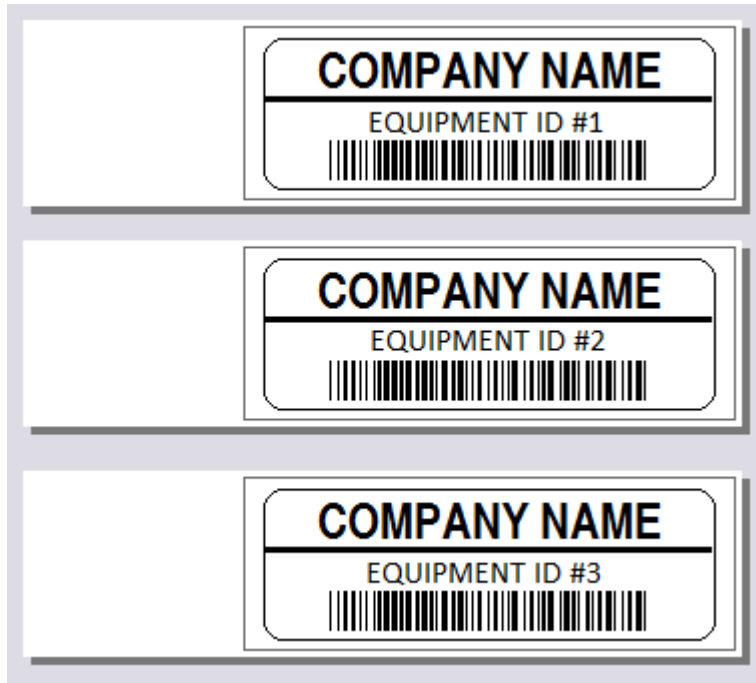 COMPANY NAME
EQUIPMENT ID #1
COMPANY NAME
EQUIPMENT ID #2
COMPANY NAME
EQUIPMENT ID #3